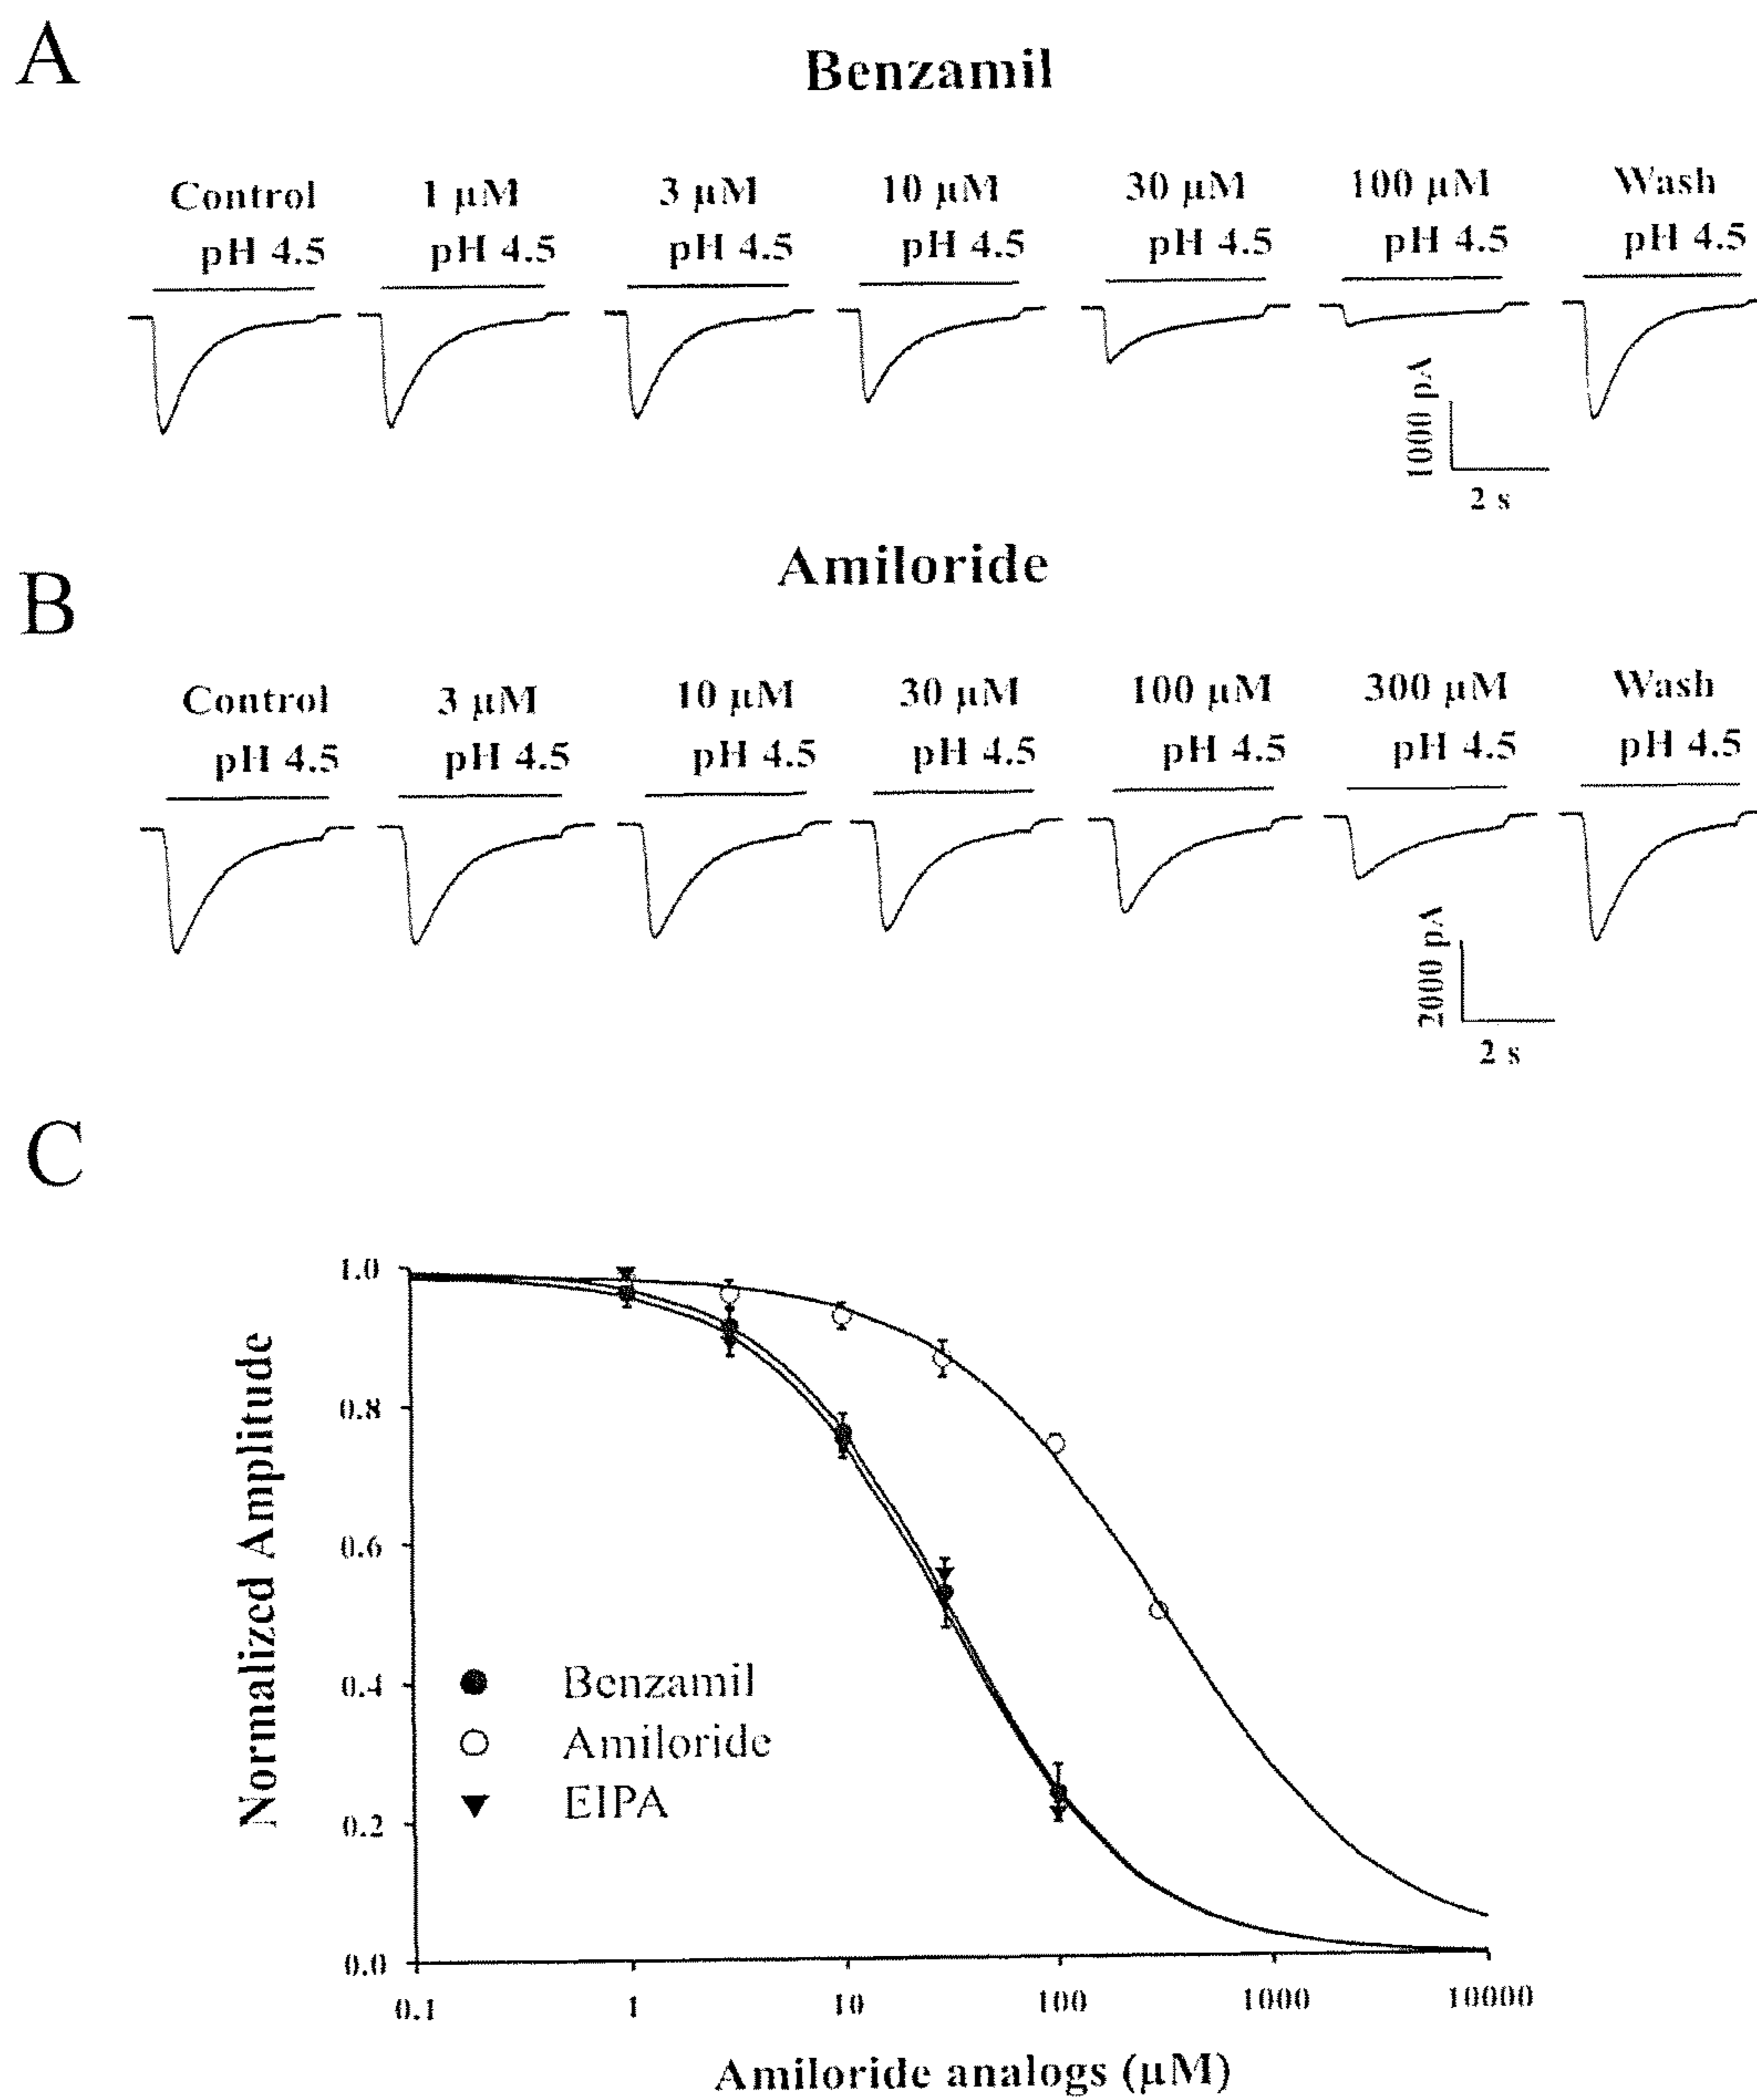 A
Benzamil
Control 1 μM 3 μM 10 μM 30 μM 100 μM Wash
pH 4.5 pH 4.5 pH 4.5 pH 4.5 pH 4.5 pH 4.5 pH 4.5
1000 pA
2 s
B
Amiloride
Control 3 μM 10 μM 30 μM 100 μM 300 μM Wash
pH 4.5 pH 4.5 pH 4.5 pH 4.5 pH 4.5 pH 4.5 pH 4.5
2000 pA
2 s
C
Normalized Amplitude
1.0
0.8
0.6
0.4
0.2
0.0
Benzamil
Amiloride
EIPA
0.1 1 10 100 1000 10000
Amiloride analogs (μM)